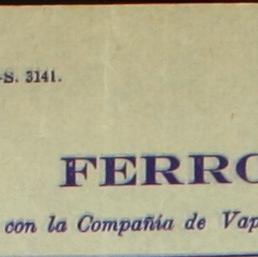 -S. 3141.
FERRO
con la Compañía de Vap